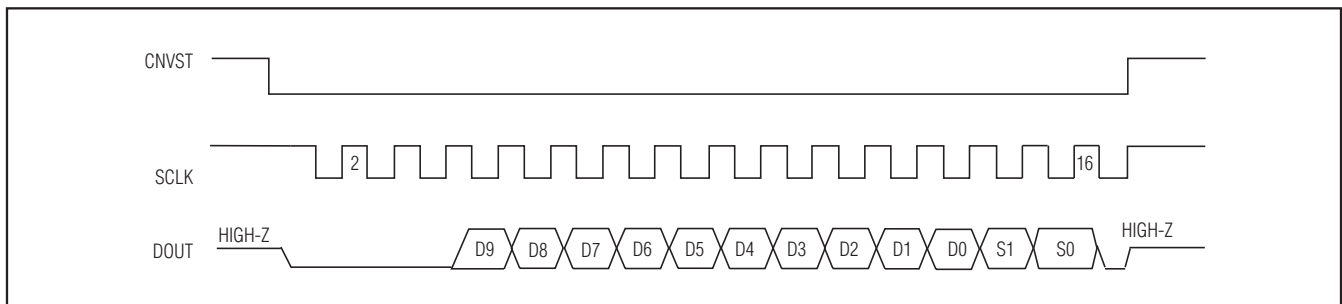 CNVST
SCLK
2
16
DOUT
HIGH-Z
D9
D8
D7
D6
D5
D4
D3
D2
D1
D0
S1
S0
HIGH-Z